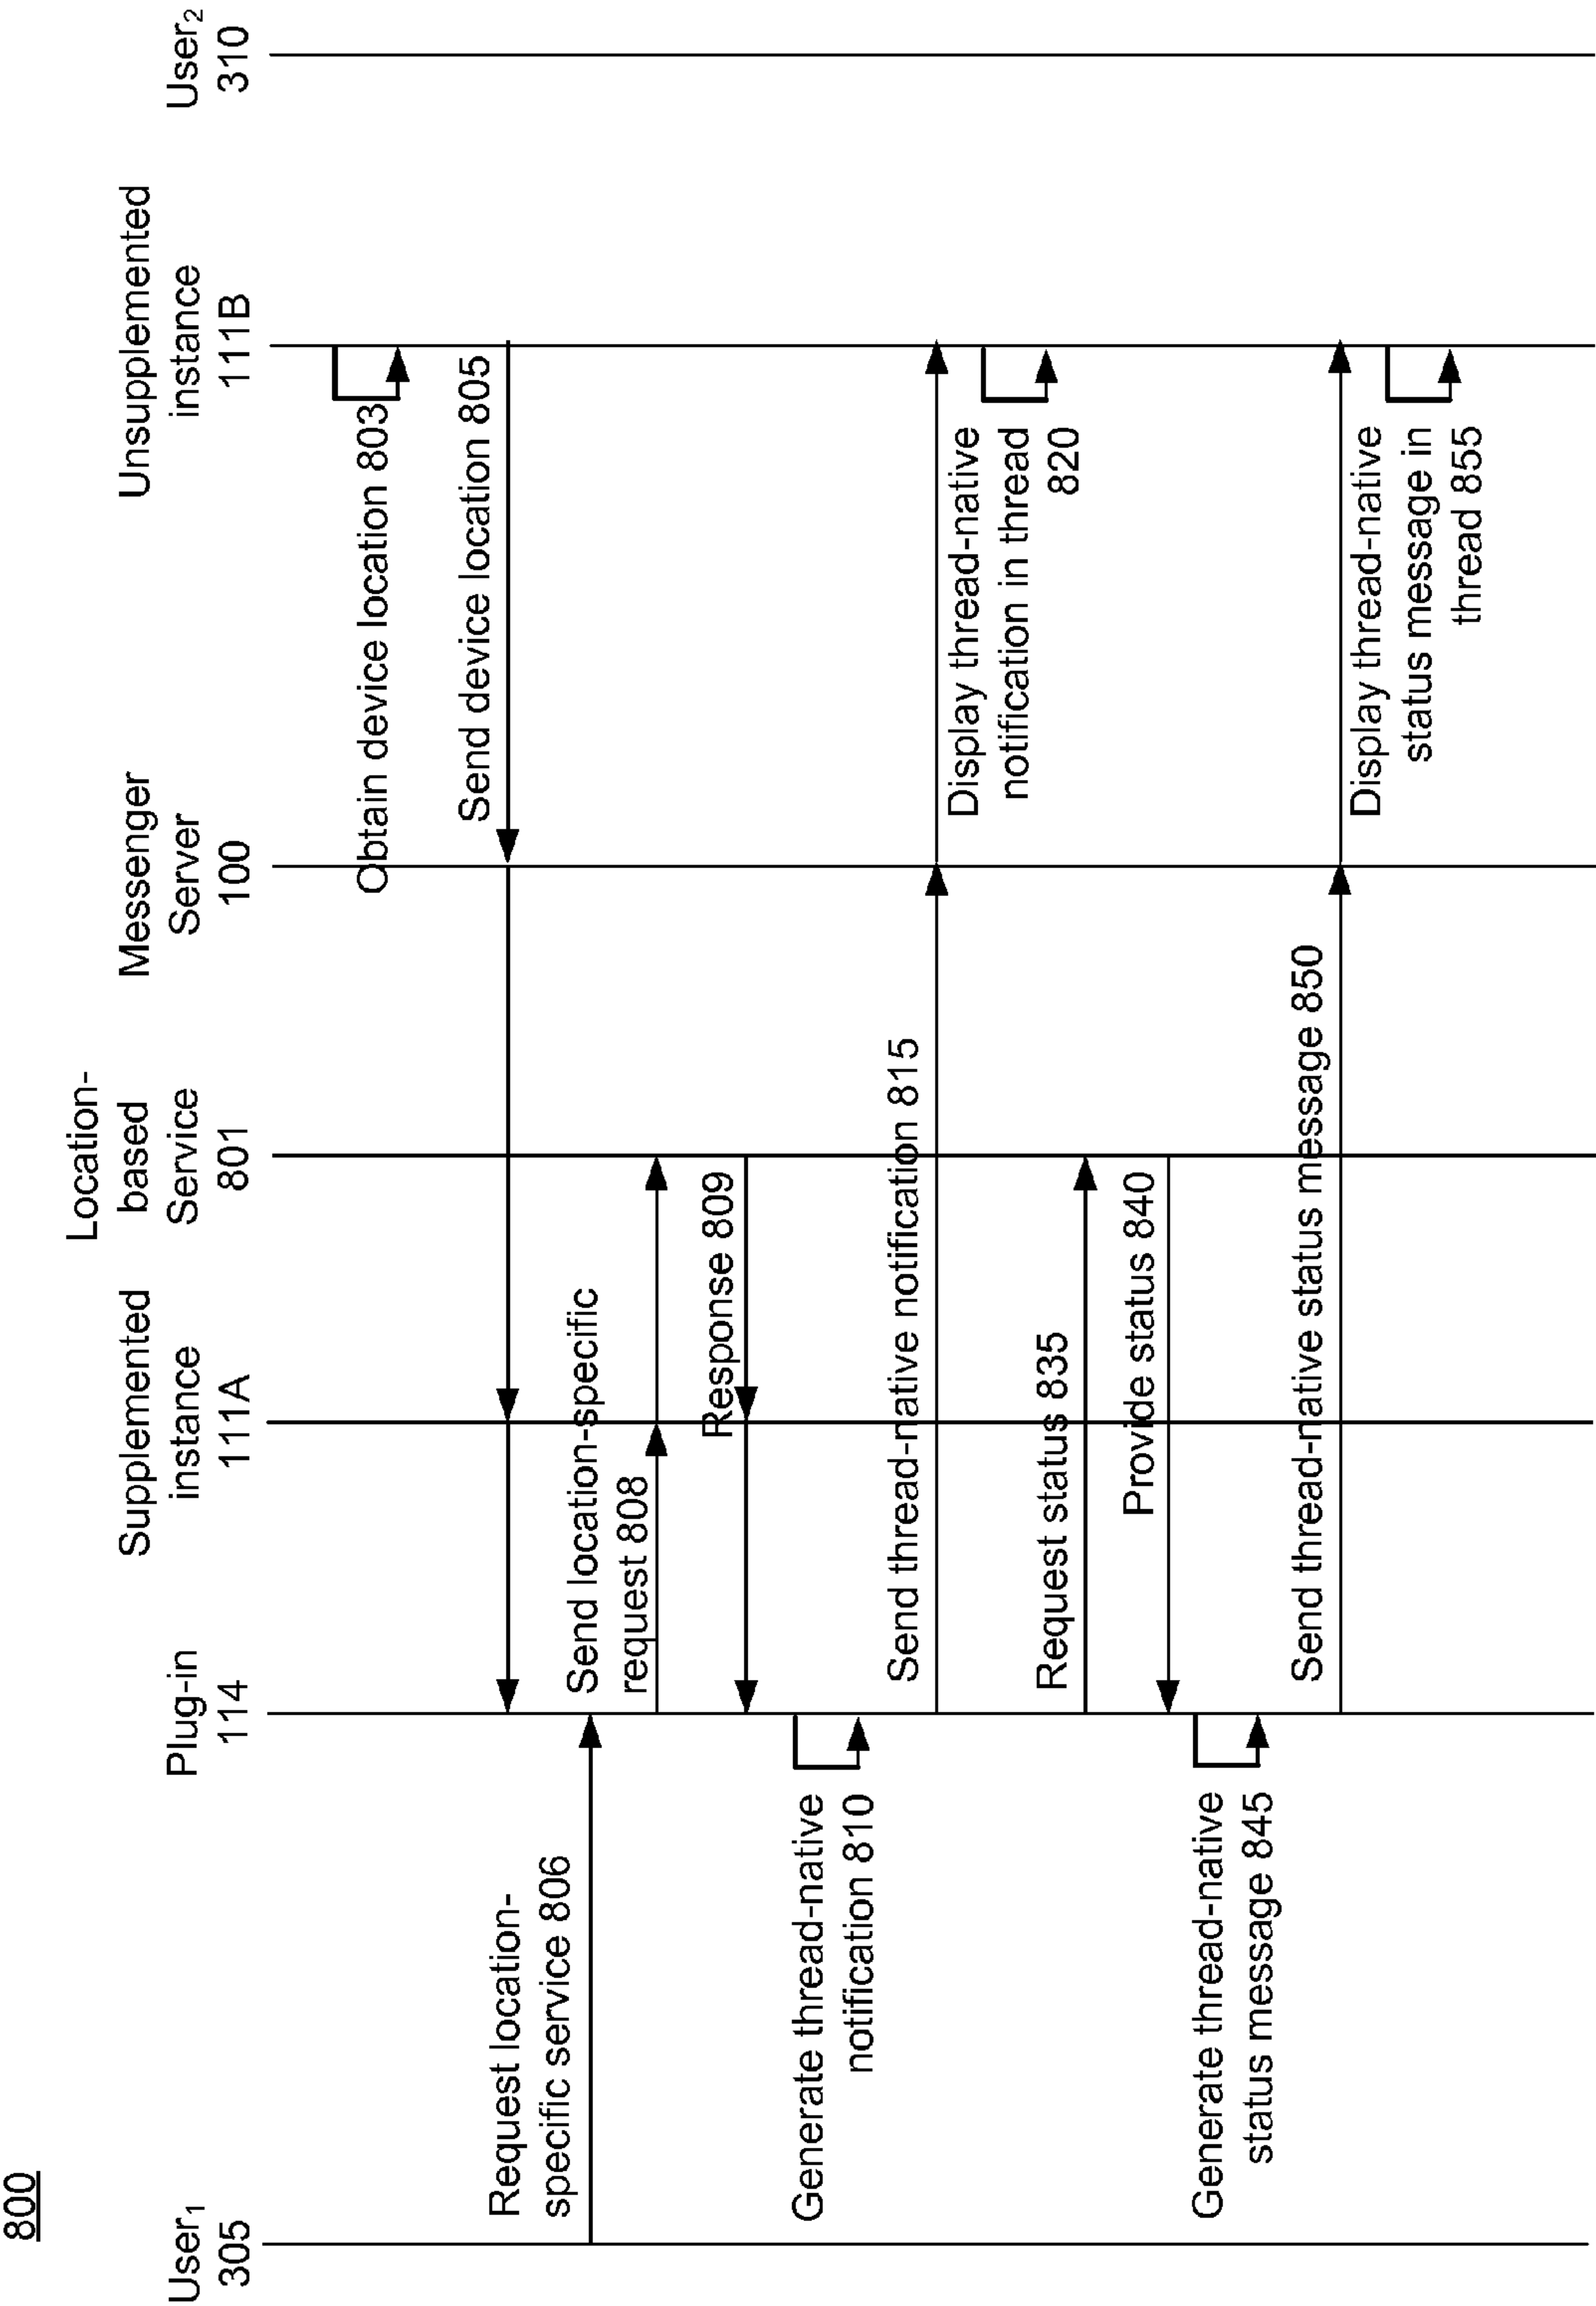 800
User1
305
Plug-in
114
Supplemented
instance
111A
Location-
based
Service
801
Messenger
Server
100
Unsupplemented
instance
111B
User2
310
Obtain device location 803
Send device location 805
Request location-
specific service 806
Send location-specific
request 808
Response 809
Generate thread-native
notification 810
Send thread-native notification 815
Display thread-native
notification in thread
820
Request status 835
Provide status 840
Generate thread-native
status message 845
Send thread-native status message 850
Display thread-native
status message in
thread 855